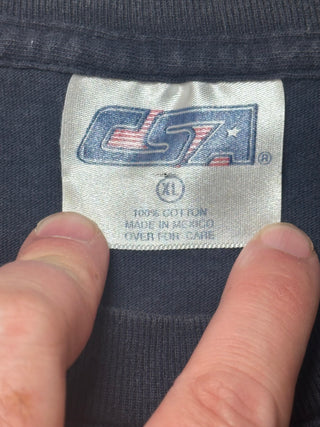 CSA®
XL
100% COTTON
MADE IN MEXICO
OVER FOR CARE